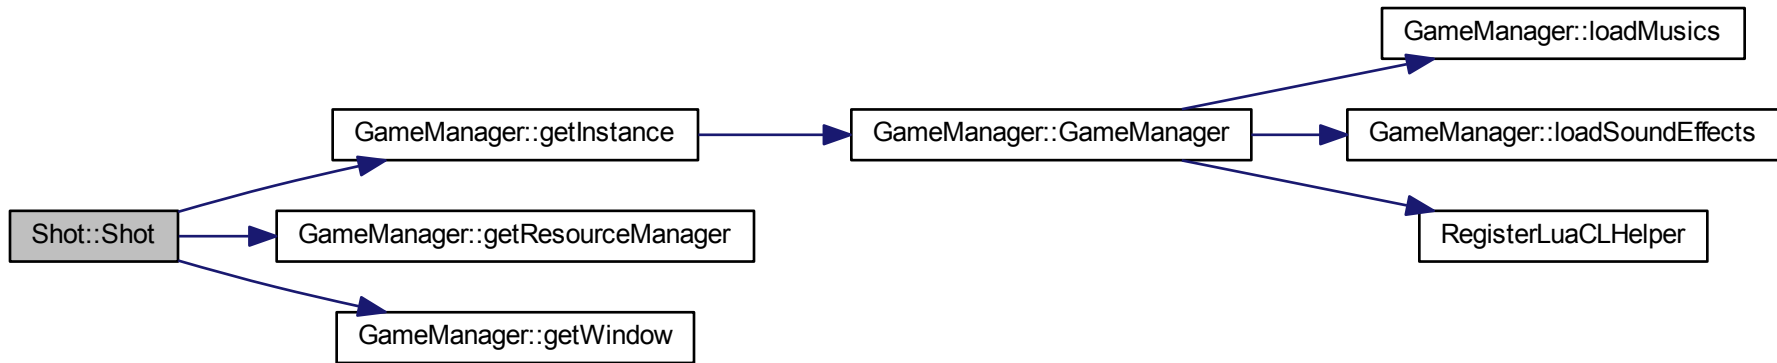 GameManager::loadMusics
GameManager::getInstance
GameManager::GameManager
GameManager::loadSoundEffects
Shot::Shot
GameManager::getResourceManager
RegisterLuaCLHelper
GameManager::getWindow